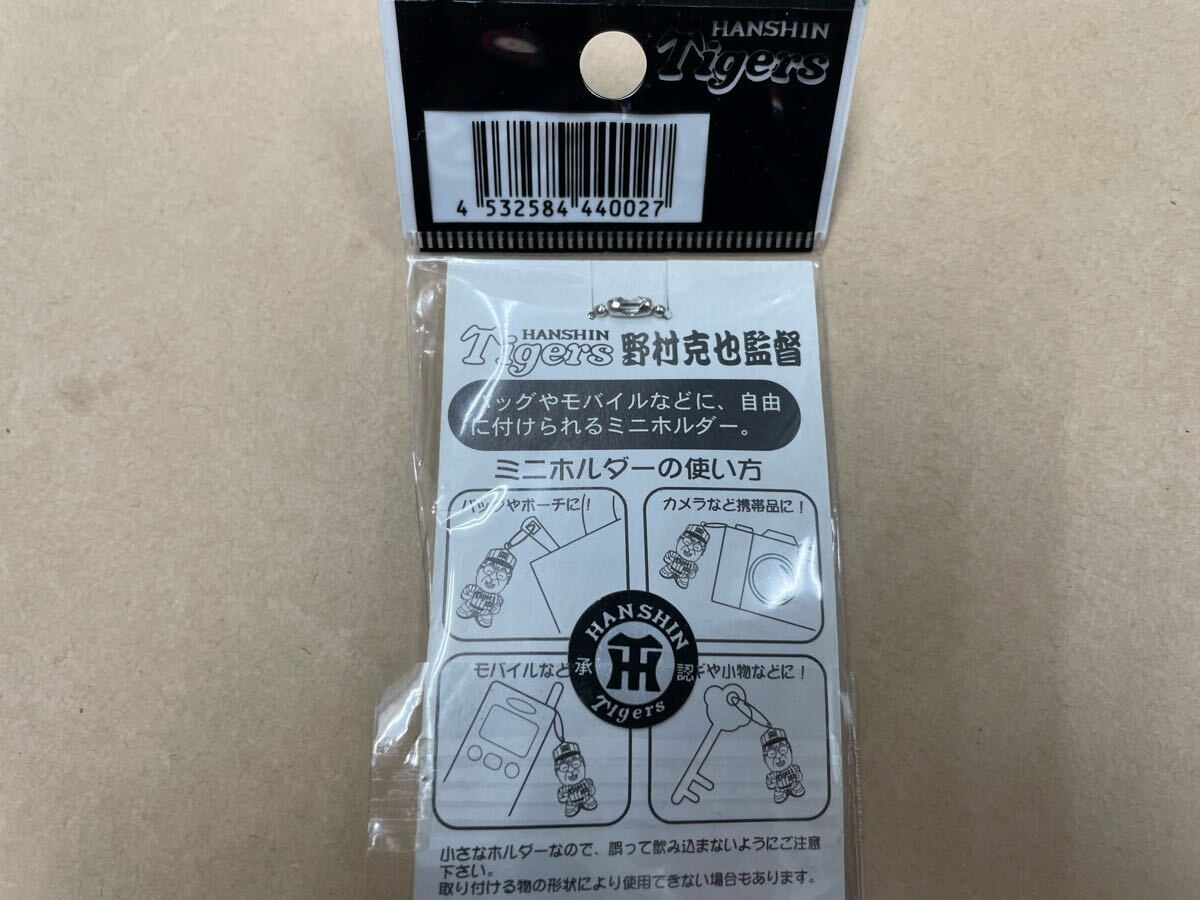 HANSHIN
Tigers
4 532584 440027
HANSHIN
Tigers 野村克也監督
バッグやモバイルなどに、自由
に付けられるミニホルダー。
ミニホルダーの使い方
バッグやポーチに!
カメラなど携帯品に!
HANSHIN
承 認
Tigers
モバイルなど
や小物などに!
小さなホルダーなので、誤って飲み込まないようにご注意
下さい。
取り付ける物の形状により使用できない場合もあります。